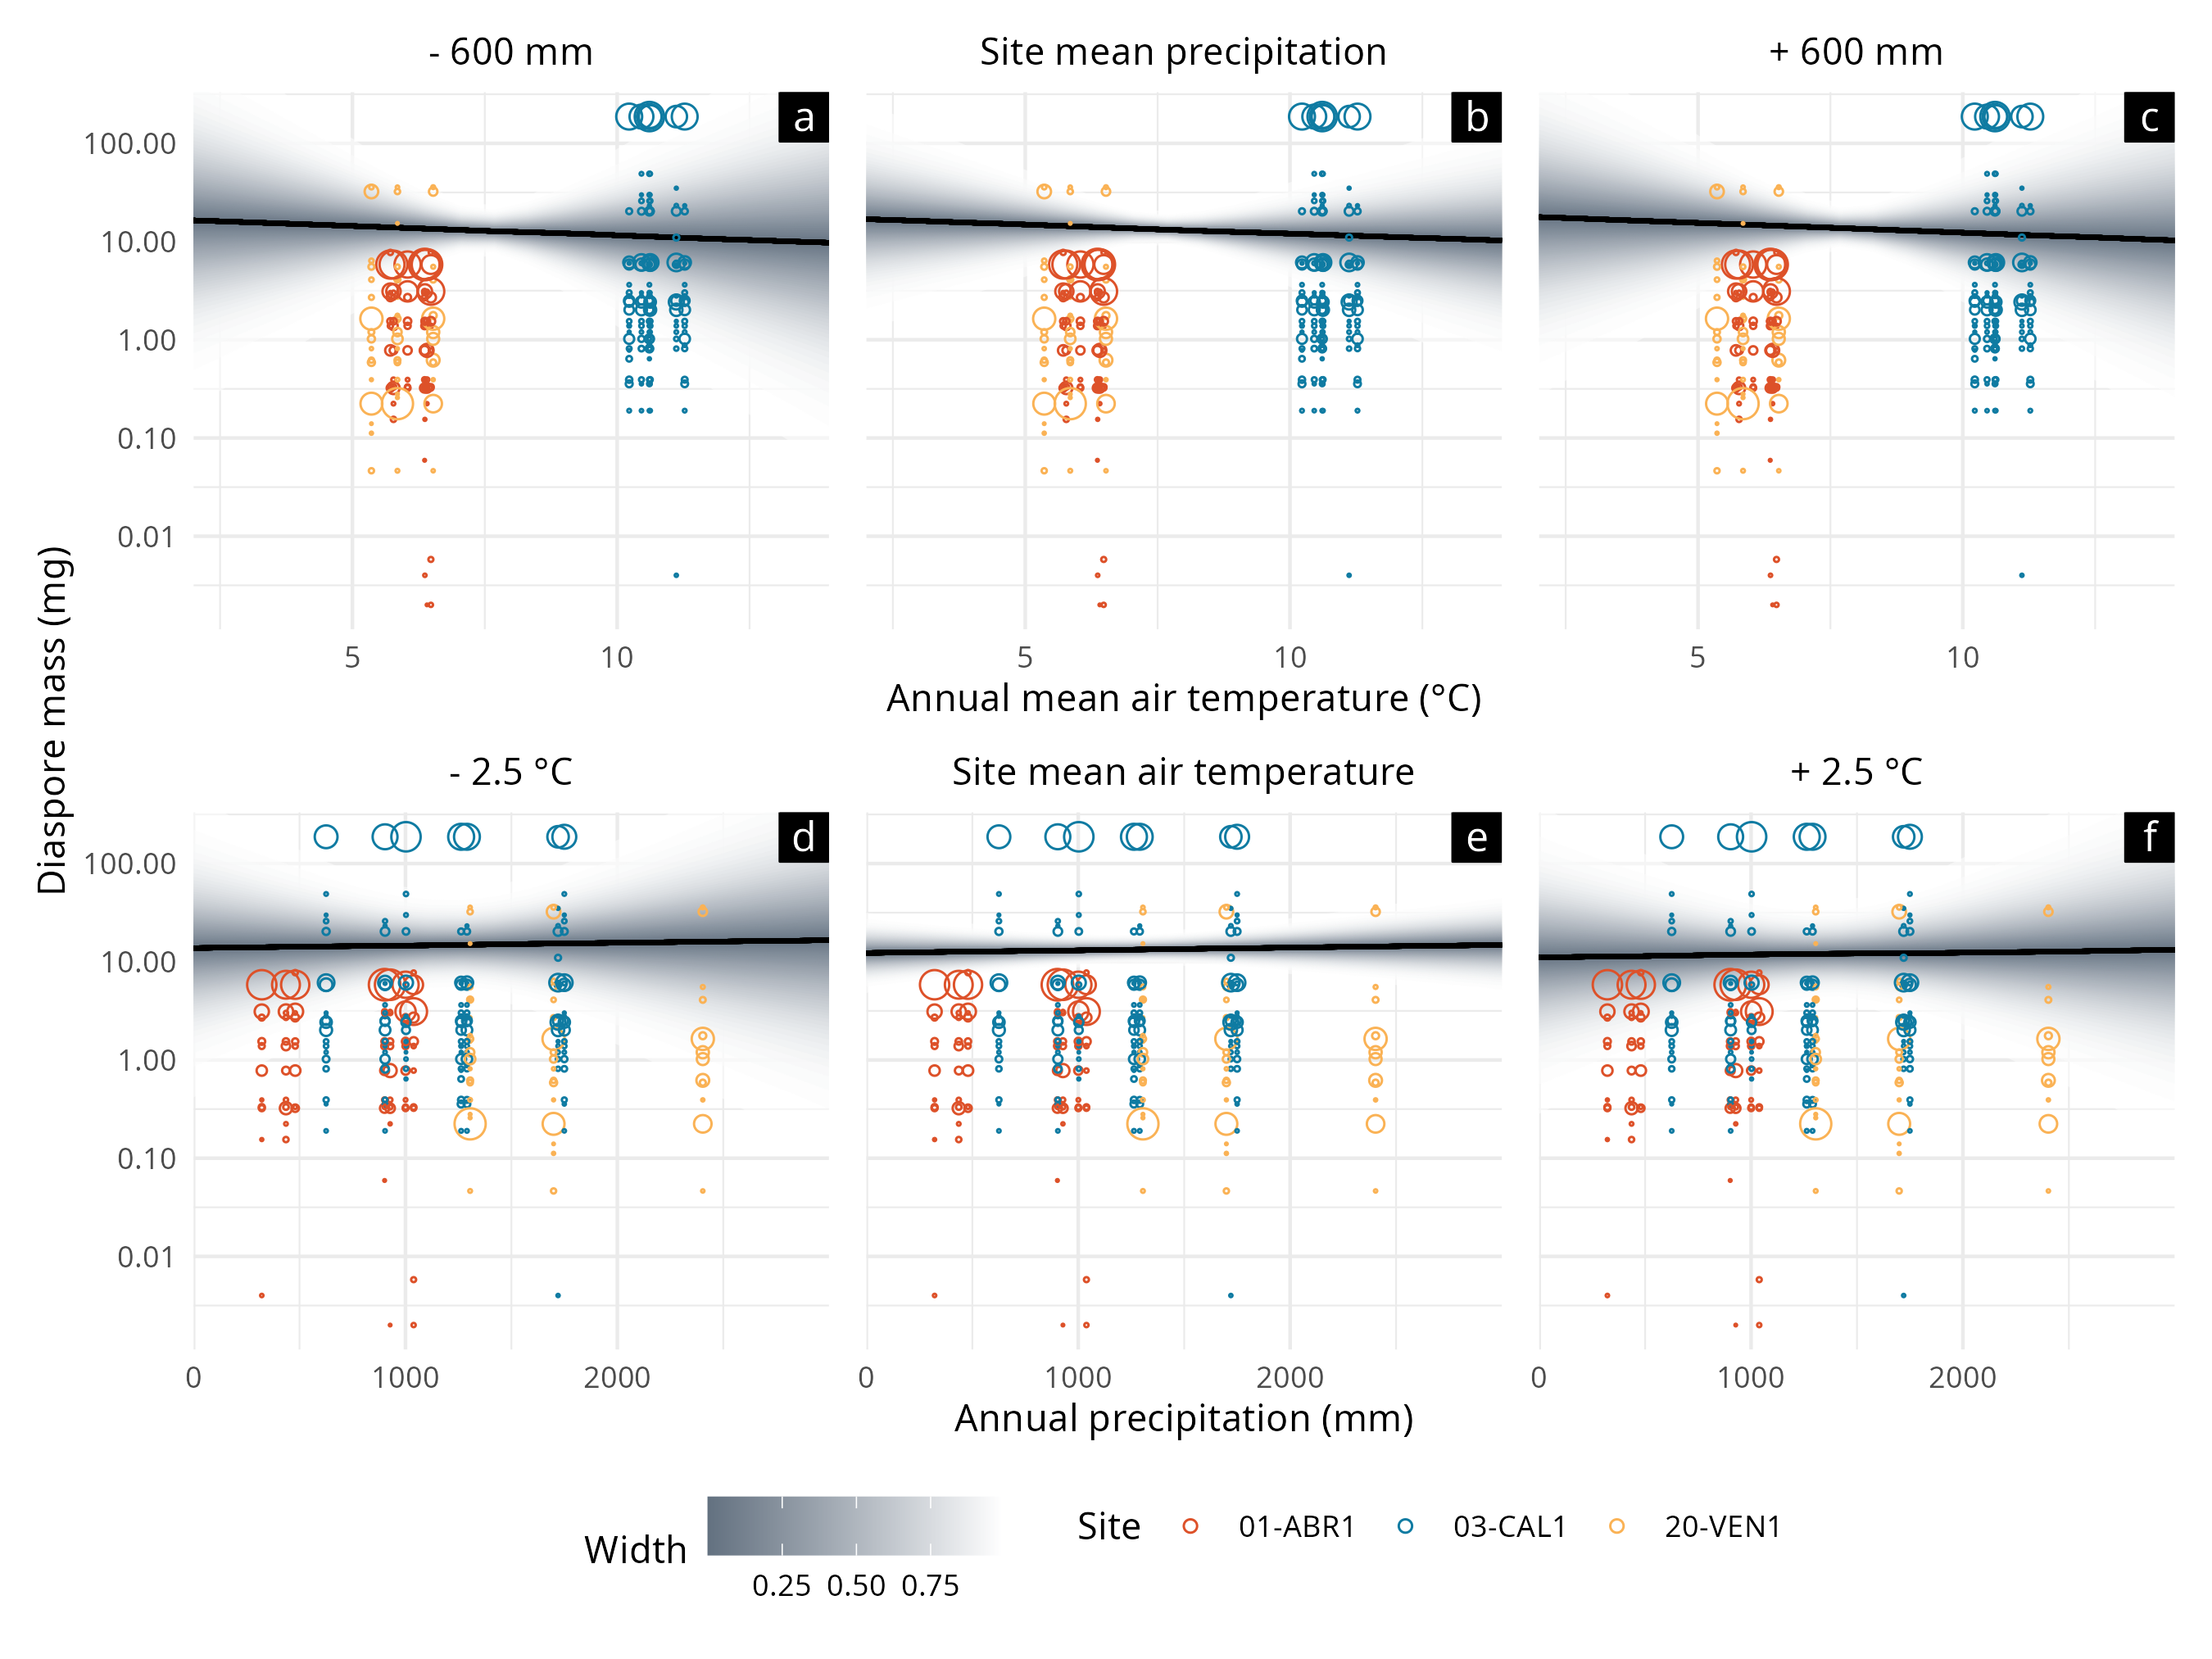 - 600 mm
Site mean precipitation
+ 600 mm
a
b
c
100.00
10.00
1.00
0.10
0.01
5
10
5
10
5
10
Annual mean air temperature (°C)
Diaspore mass (mg)
- 2.5 °C
Site mean air temperature
+ 2.5 °C
d
e
f
100.00
10.00
1.00
0.10
0.01
0
1000
2000
0
1000
2000
0
1000
2000
Annual precipitation (mm)
Width
0.25
0.50
0.75
Site
01-ABR1
03-CAL1
20-VEN1